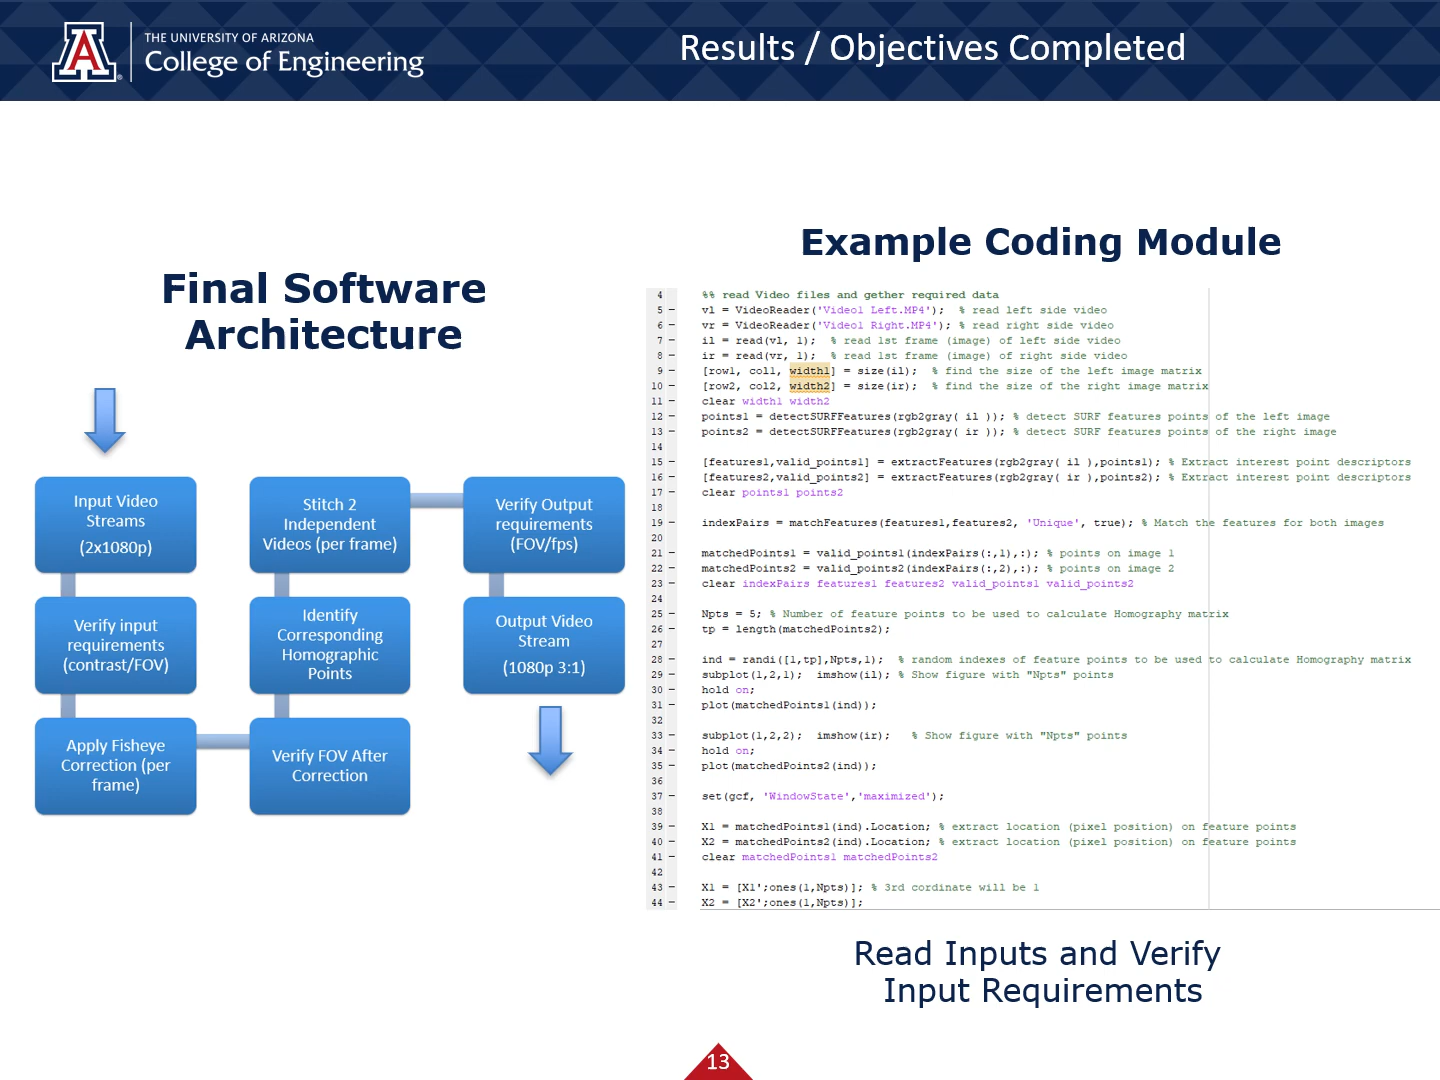 THE UNIVERSITY OF ARIZONA
College of Engineering
Results / Objectives Completed
Final Software
Architecture
Input Video
Streams
(2x1080p)
Verify input
requirements
(contrast/FOV)
Apply Fisheye
Correction (per
frame)
Verify FOV After
Correction
Identify
Corresponding
Homographic
Points
Stitch 2
Independent
Videos (per frame)
Verify Output
requirements
(FOV/fps)
Output Video
Stream
(1080p 3:1)
Example Coding Module
4 %% read Video files and gether required data
5 - vl = VideoReader('Video1 Left.MP4'); % read left side video
6 - vr = VideoReader('Video1 Right.MP4'); % read right side video
7 - il = read(vl, 1); % read 1st frame (image) of left side video
8 - ir = read(vr, 1); % read 1st frame (image) of right side video
9 - [row1, col1, width1] = size(il); % find the size of the left image matrix
10 - [row2, col2, width2] = size(ir); % find the size of the right image matrix
11 - clear width1 width2
12 - points1 = detectSURFFeatures(rgb2gray( il )); % detect SURF features points of the left image
13 - points2 = detectSURFFeatures(rgb2gray( ir )); % detect SURF features points of the right image
14
15 - [features1,valid_points1] = extractFeatures(rgb2gray( il ),points1); % Extract interest point descriptors
16 - [features2,valid_points2] = extractFeatures(rgb2gray( ir ),points2); % Extract interest point descriptors
17 - clear points1 points2
18
19 - indexPairs = matchFeatures(features1,features2, 'Unique', true); % Match the features for both images
20
21 - matchedPoints1 = valid_points1(indexPairs(:,1),:); % points on image 1
22 - matchedPoints2 = valid_points2(indexPairs(:,2),:); % points on image 2
23 - clear indexPairs features1 features2 valid_points1 valid_points2
24
25 - Npts = 5; % Number of feature points to be used to calculate Homography matrix
26 - tp = length(matchedPoints2);
27
28 - ind = randi([1,tp],Npts,1); % random indexes of feature points to be used to calculate Homography matrix
29 - subplot(1,2,1); imshow(il); % Show figure with "Npts" points
30 - hold on;
31 - plot(matchedPoints1(ind));
32
33 - subplot(1,2,2); imshow(ir); % Show figure with "Npts" points
34 - hold on;
35 - plot(matchedPoints2(ind));
36
37 - set(gcf, 'WindowState','maximized');
38
39 - X1 = matchedPoints1(ind).Location; % extract location (pixel position) on feature points
40 - X2 = matchedPoints2(ind).Location; % extract location (pixel position) on feature points
41 - clear matchedPoints1 matchedPoints2
42
43 - X1 = [X1';ones(1,Npts)]; % 3rd cordinate will be 1
44 - X2 = [X2';ones(1,Npts)];
Read Inputs and Verify
Input Requirements
13